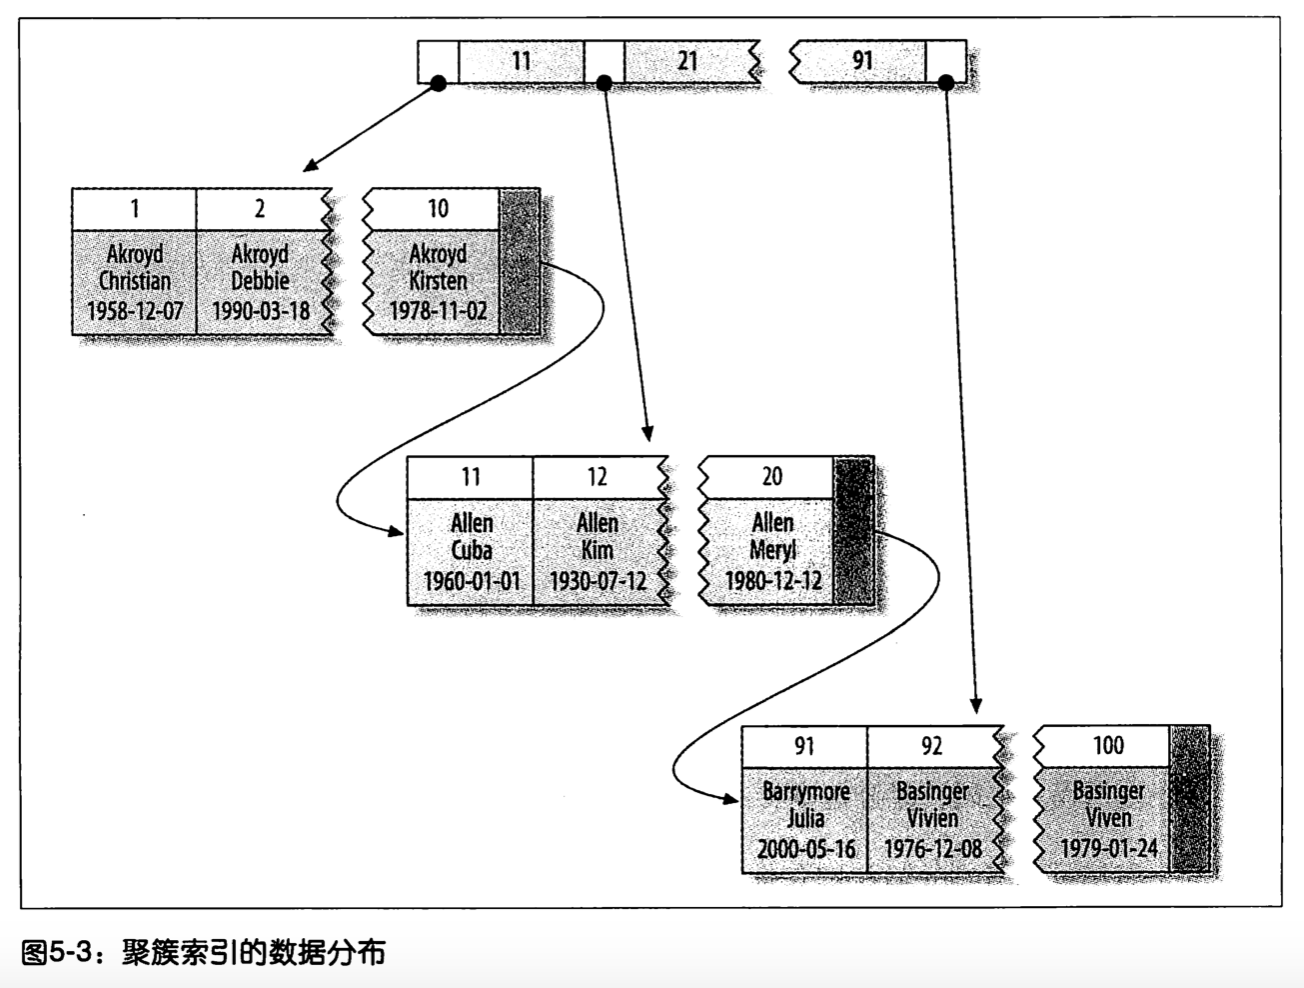 11 21 91
1 2 10
Akroyd Akroyd Akroyd
Christian Debbie Kirsten
1958-12-07 1990-03-18 1978-11-02
11 12 20
Allen Allen Allen
Cuba Kim Meryl
1960-01-01 1930-07-12 1980-12-12
91 92 100
Barrymore Basinger Basinger
Julia Vivien Viven
2000-05-16 1976-12-08 1979-01-24
图5-3：聚簇索引的数据分布